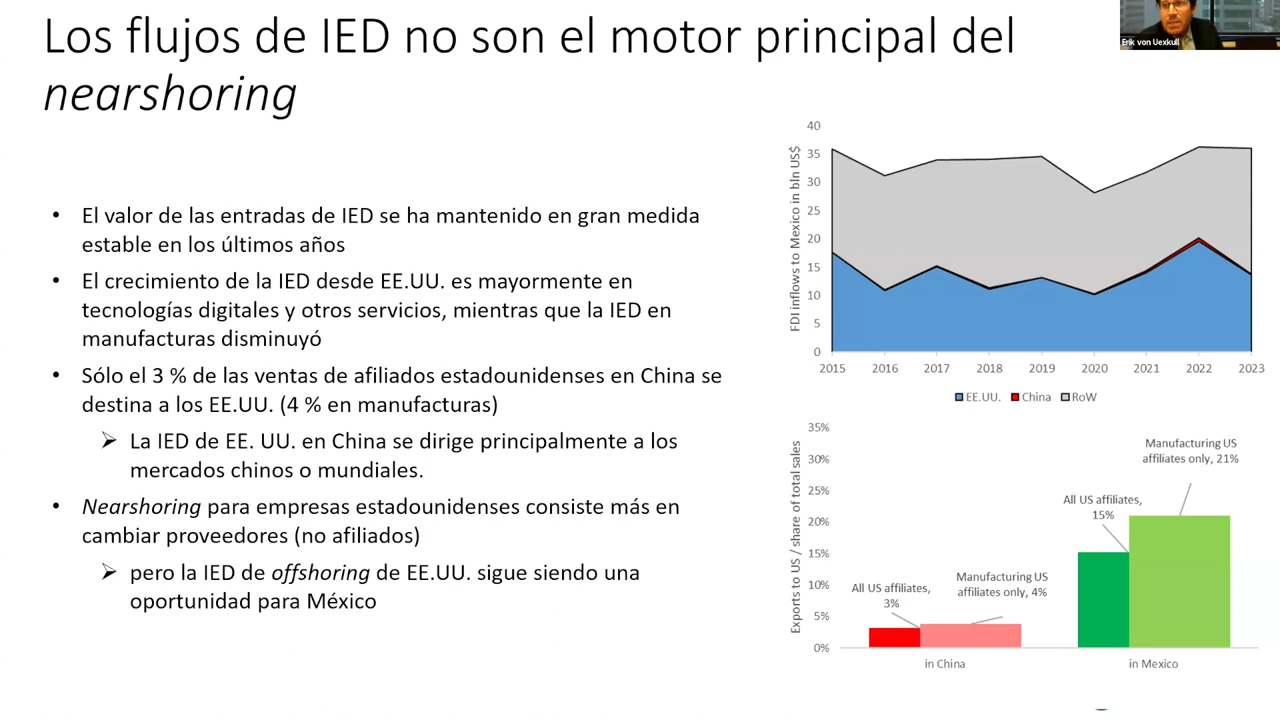 Los flujos de IED no son el motor principal del
nearshoring
Erik von Uexkull
• El valor de las entradas de IED se ha mantenido en gran medida
estable en los últimos años
• El crecimiento de la IED desde EE.UU. es mayormente en
tecnologías digitales y otros servicios, mientras que la IED en
manufacturas disminuyó
• Sólo el 3 % de las ventas de afiliados estadounidenses en China se
destina a los EE.UU. (4 % en manufacturas)
➢ La IED de EE. UU. en China se dirige principalmente a los
mercados chinos o mundiales.
• Nearshoring para empresas estadounidenses consiste más en
cambiar proveedores (no afiliados)
➢ pero la IED de offshoring de EE.UU. sigue siendo una
oportunidad para México
FDI inflows to Mexico in bln US$
40
35
30
25
20
15
10
5
0
2015 2016 2017 2018 2019 2020 2021 2022 2023
EE.UU. China RoW
Exports to US / share of total sales
35%
30%
25%
20%
15%
10%
5%
0%
All US affiliates,
3%
Manufacturing US
affiliates only, 4%
All US affiliates,
15%
Manufacturing US
affiliates only, 21%
in China in Mexico